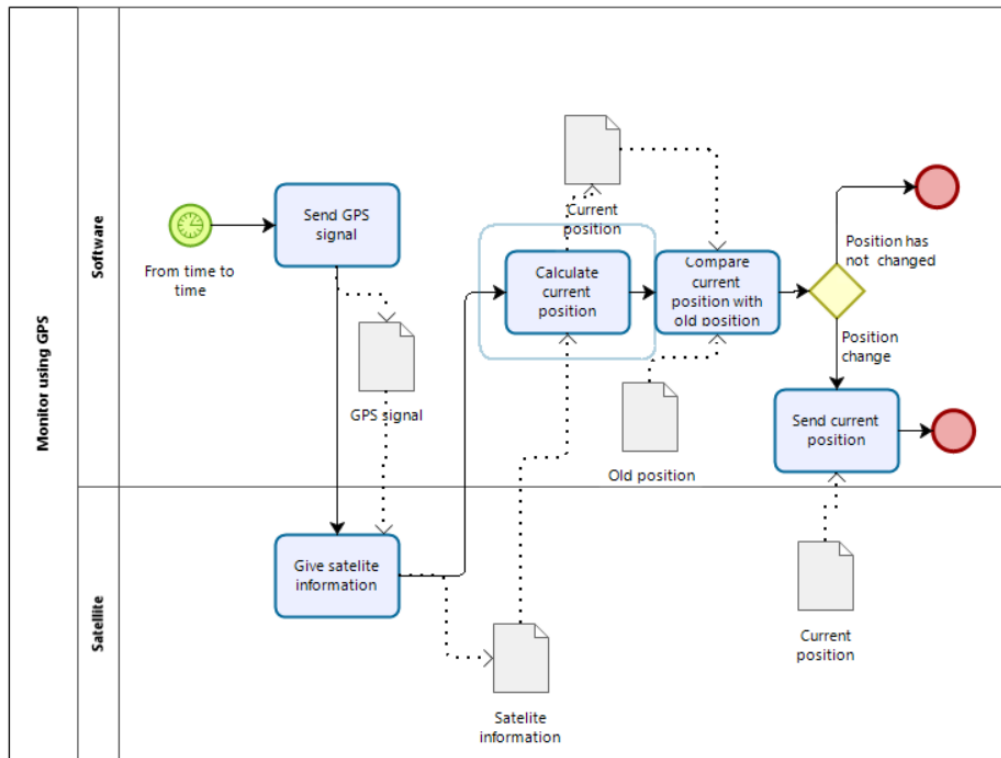 Monitor using GPS
Software
Satellite
From time to
time
Send GPS
signal
GPS signal
Current
position
Calculate
current
position
Compare
current
position with
old position
Old position
Position has
not changed
Position
change
Send current
position
Give satelite
information
Satelite
information
Current
position